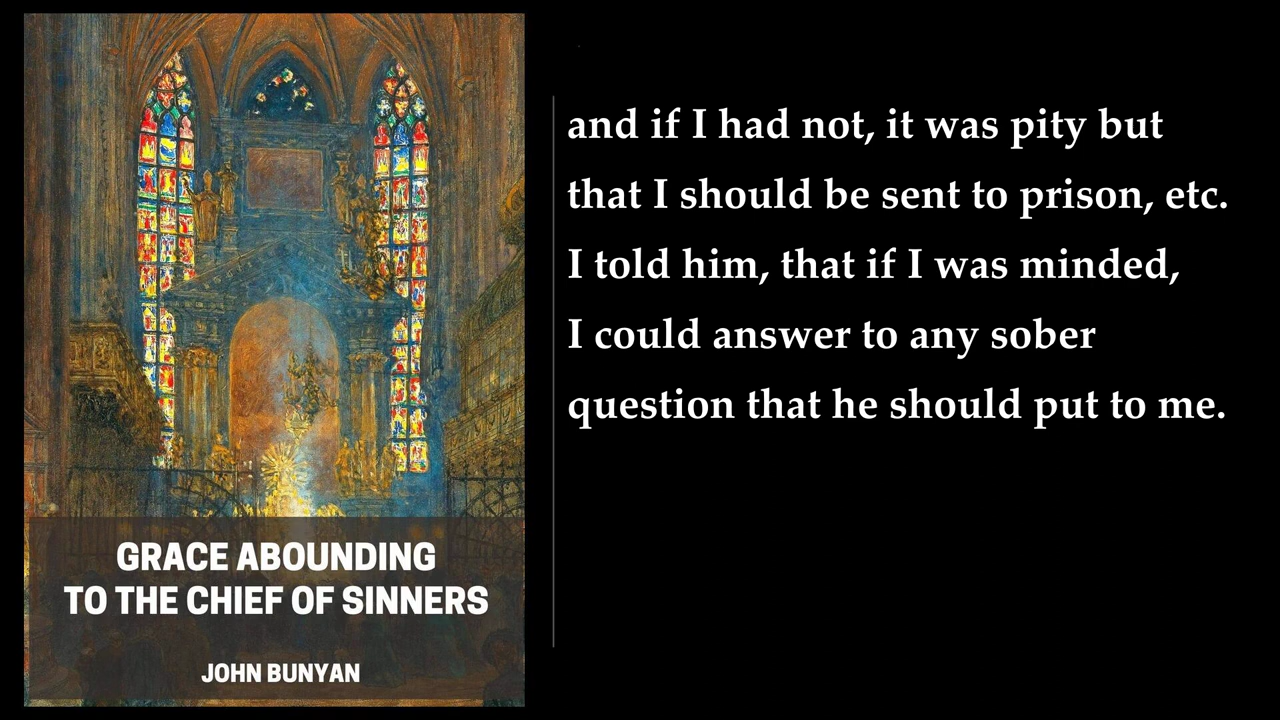 and if I had not, it was pity but
that I should be sent to prison, etc.
I told him, that if I was minded,
I could answer to any sober
question that he should put to me.
GRACE ABOUNDING
TO THE CHIEF OF SINNERS
JOHN BUNYAN